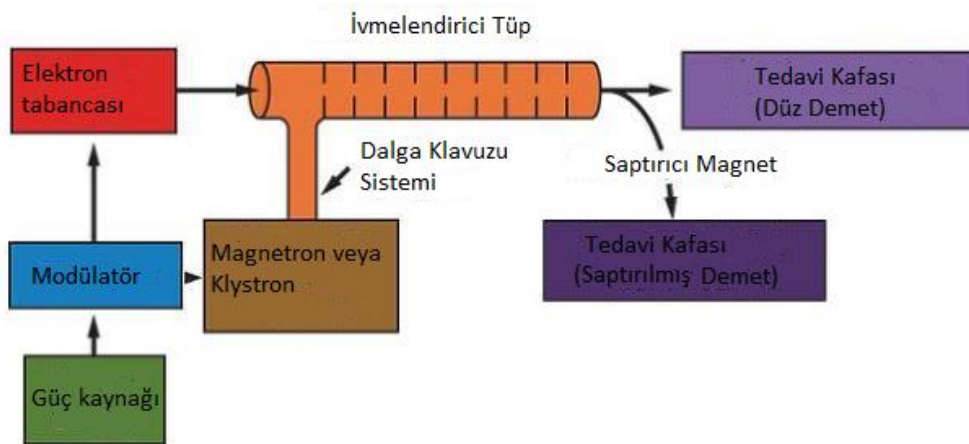 İvmelendirici Tüp
Elektron
tabancası
Tedavi Kafası
(Düz Demet)
Dalga Klavuzu
Sistemi
Saptırıcı Magnet
Magnetron veya
Klystron
Tedavi Kafası
(Saptırılmış Demet)
Modülatör
Güç kaynağı